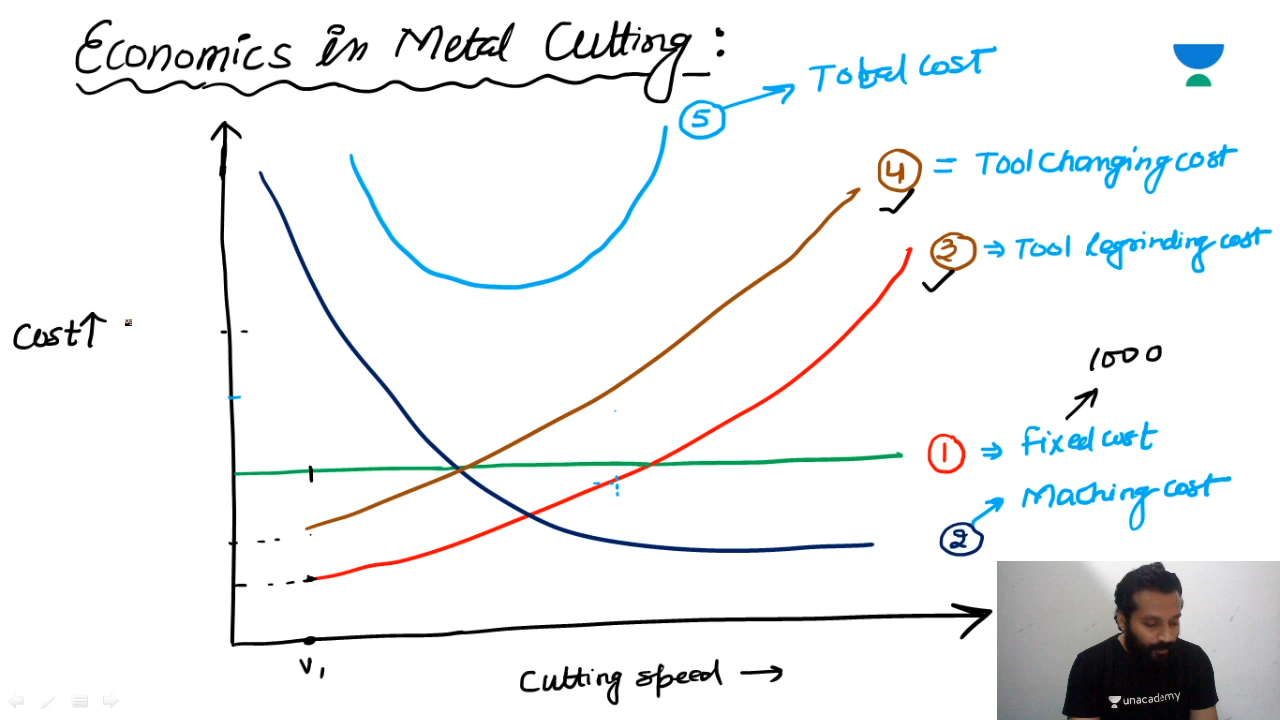 Economics in Metal Cutting :
5 → Total cost
4 = Tool Changing cost
3 ⇒ Tool Regrinding cost
Cost↑
1000
1 ⇒ Fixed cost
2 → Maching cost
V1
Cutting speed →
unacademy